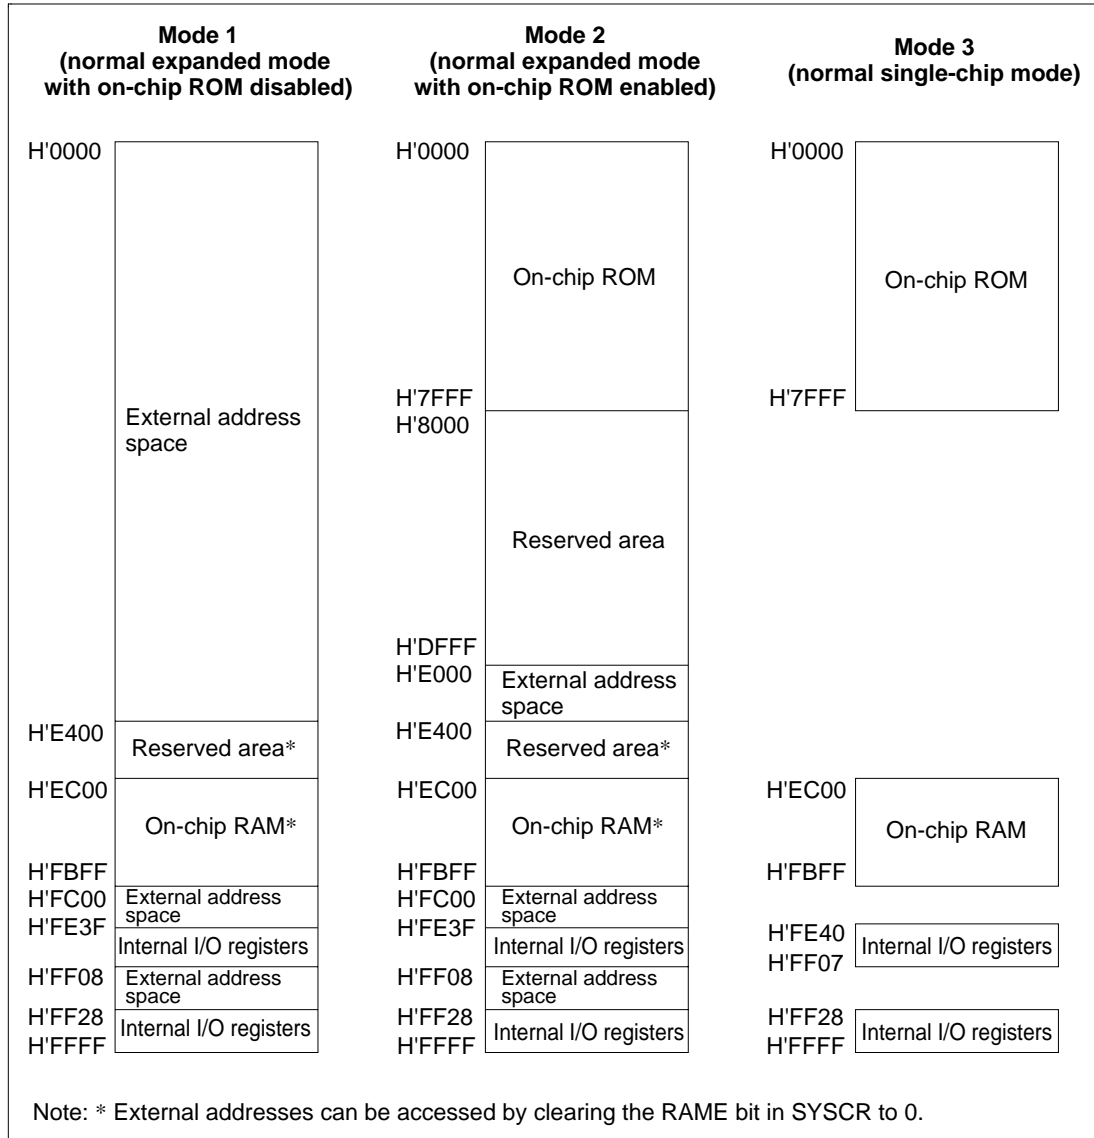 Mode 1
(normal expanded mode
with on-chip ROM disabled)
H'0000
External address
space
H'E400
Reserved area*
H'EC00
On-chip RAM*
H'FBFF
H'FC00
External address
space
H'FE3F
Internal I/O registers
H'FF08
External address
space
H'FF28
Internal I/O registers
H'FFFF
Mode 2
(normal expanded mode
with on-chip ROM enabled)
H'0000
On-chip ROM
H'7FFF
H'8000
Reserved area
H'DFFF
H'E000
External address
space
H'E400
Reserved area*
H'EC00
On-chip RAM*
H'FBFF
H'FC00
External address
space
H'FE3F
Internal I/O registers
H'FF08
External address
space
H'FF28
Internal I/O registers
H'FFFF
Mode 3
(normal single-chip mode)
H'0000
On-chip ROM
H'7FFF
H'EC00
On-chip RAM
H'FBFF
H'FE40
Internal I/O registers
H'FF07
H'FF28
Internal I/O registers
H'FFFF
Note: * External addresses can be accessed by clearing the RAME bit in SYSCR to 0.